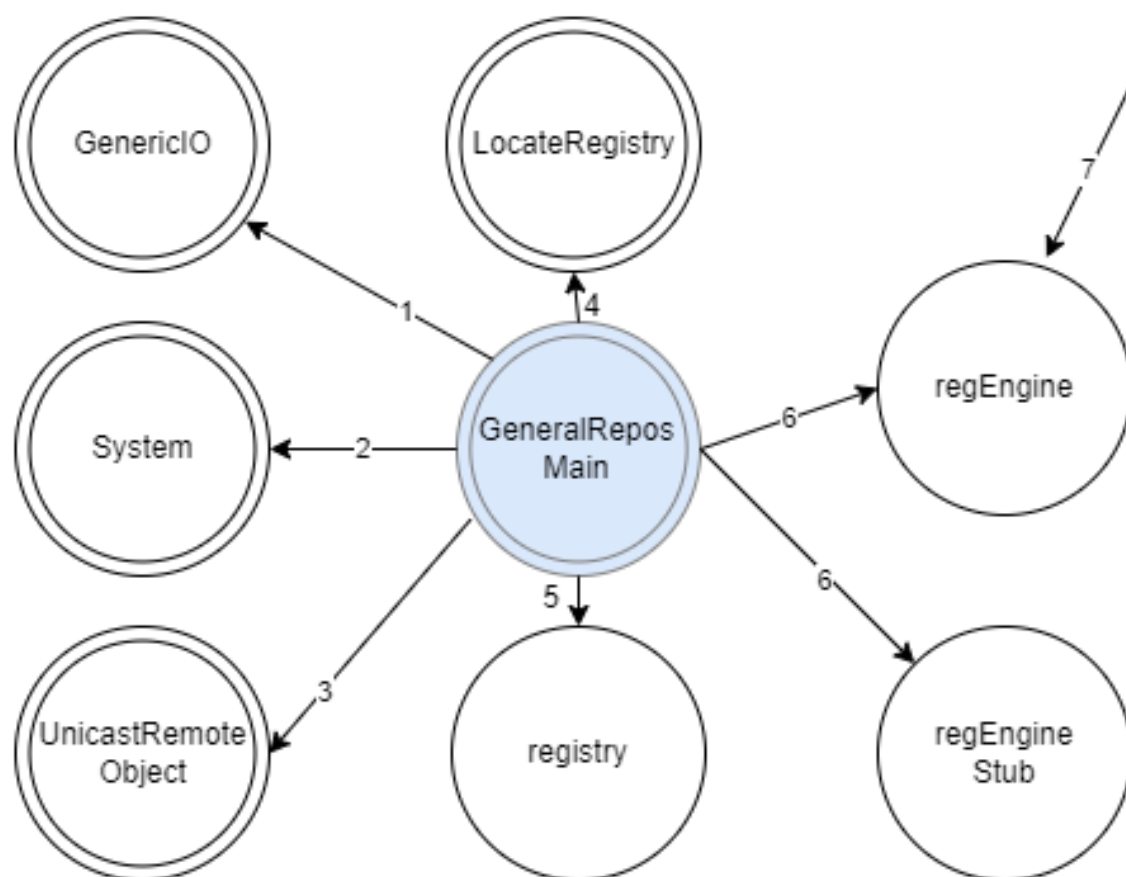 GenericIO
LocateRegistry
7
1
4
regEngine
GeneralRepos
Main
6
System
2
6
5
3
UnicastRemote
Object
registry
regEngine
Stub